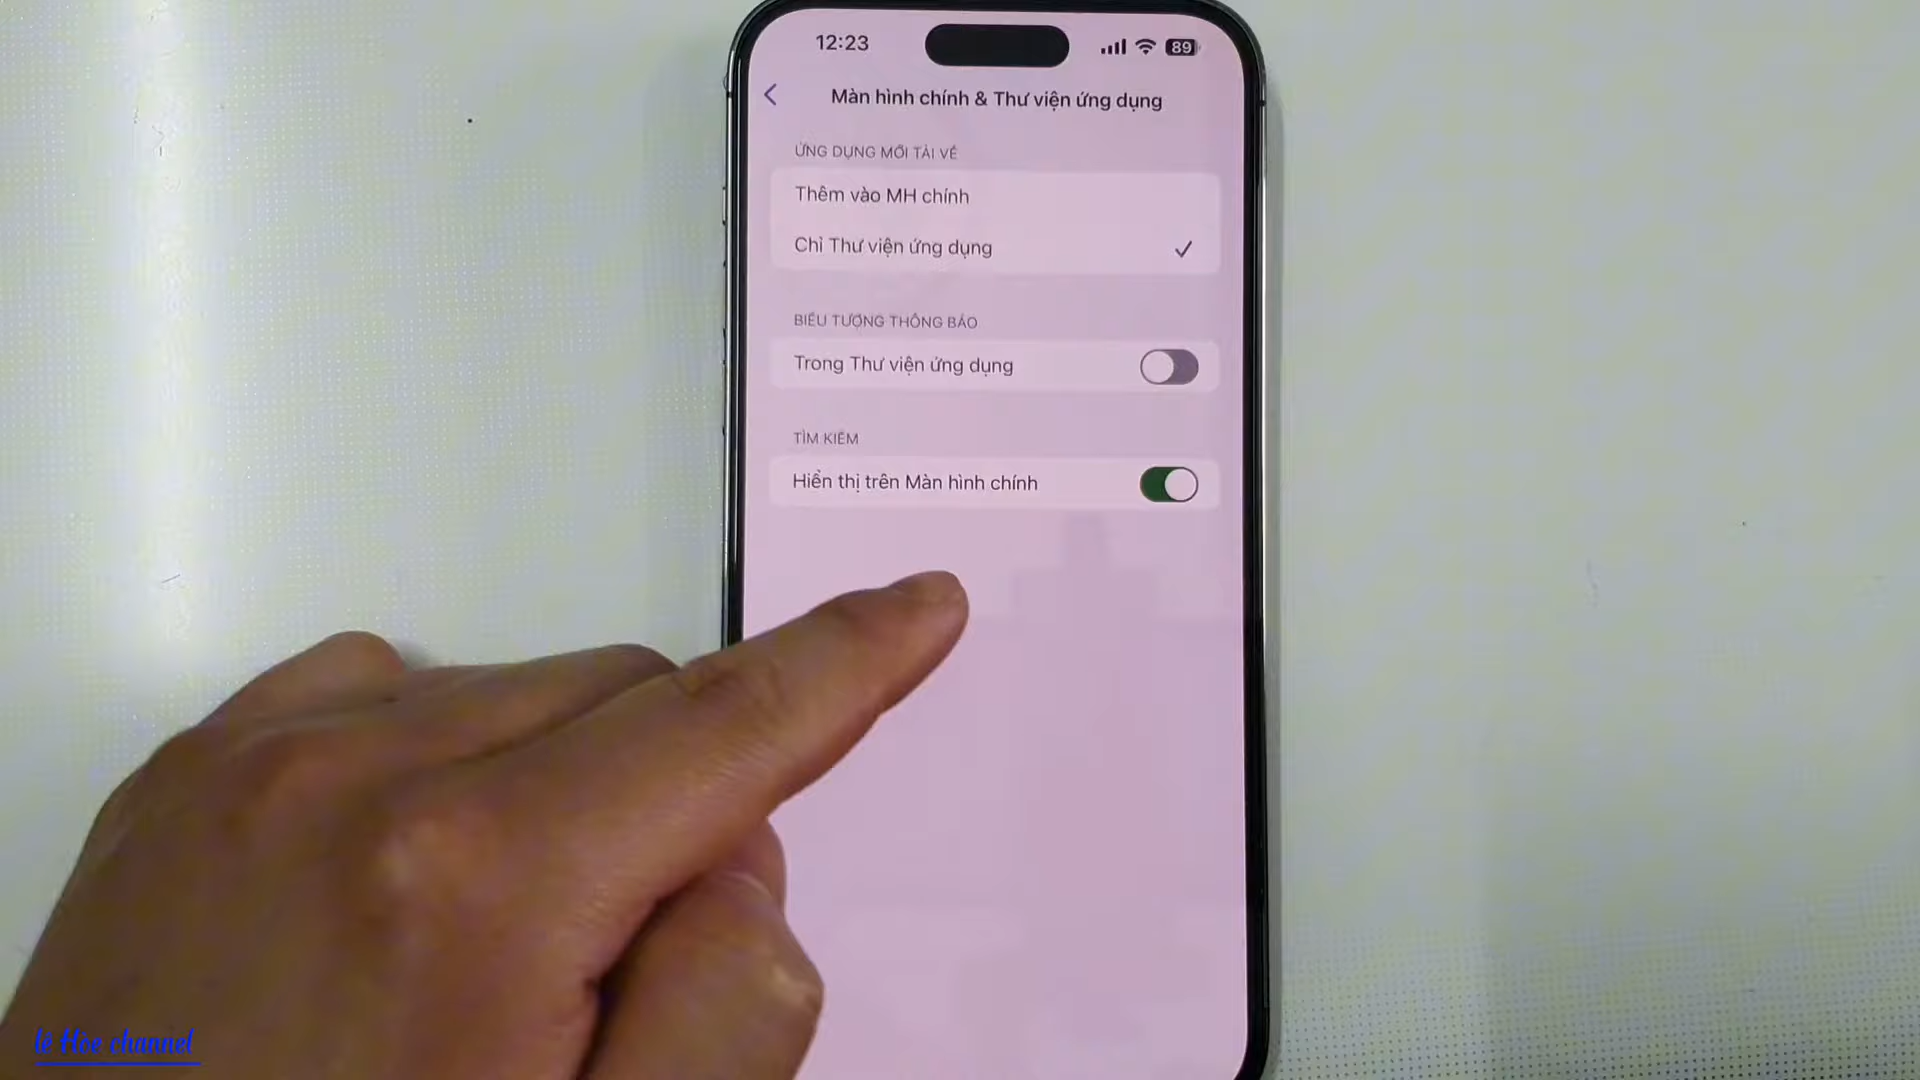 12:23
89
Màn hình chính & Thư viện ứng dụng
ỨNG DỤNG MỚI TẢI VỀ
Thêm vào MH chính
Chỉ Thư viện ứng dụng
BIỂU TƯỢNG THÔNG BÁO
Trong Thư viện ứng dụng
TÌM KIẾM
Hiển thị trên Màn hình chính
lê Hòe channel